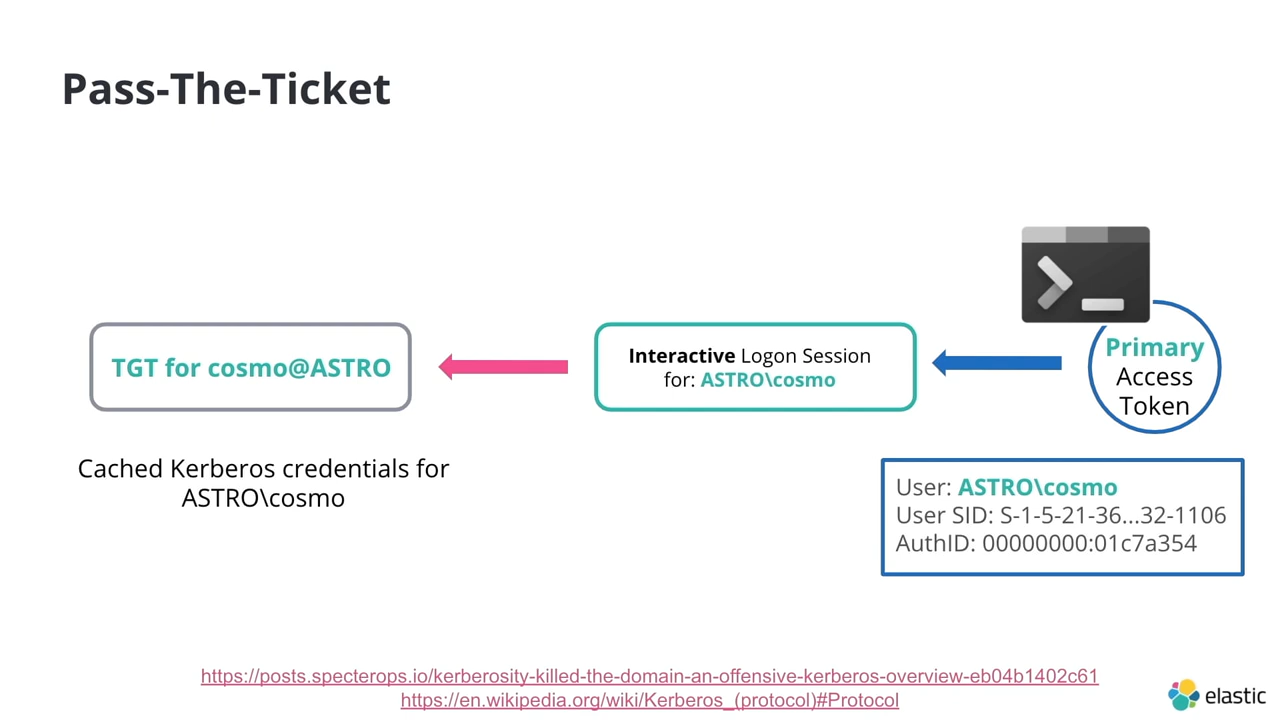 Pass-The-Ticket
TGT for cosmo@ASTRO
Interactive Logon Session
for: ASTRO\cosmo
Primary
Access
Token
Cached Kerberos credentials for
ASTRO\cosmo
User: ASTRO\cosmo
User SID: S-1-5-21-36...32-1106
AuthID: 00000000:01c7a354
https://posts.specterops.io/kerberosity-killed-the-domain-an-offensive-kerberos-overview-eb04b1402c61
https://en.wikipedia.org/wiki/Kerberos_(protocol)#Protocol
elastic